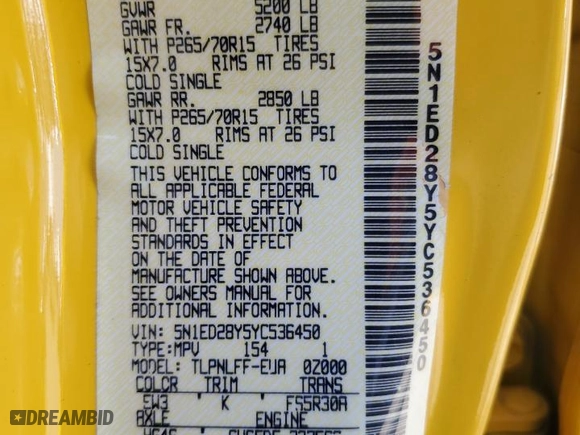 GVWR 5200 LB
GAWR FR. 2740 LB
WITH P265/70R15 TIRES
15X7.0 RIMS AT 26 PSI
COLD SINGLE
GAWR RR. 2850 LB
WITH P265/70R15 TIRES
15X7.0 RIMS AT 26 PSI
COLD SINGLE
THIS VEHICLE CONFORMS TO
ALL APPLICABLE FEDERAL
MOTOR VEHICLE SAFETY
AND THEFT PREVENTION
STANDARDS IN EFFECT
ON THE DATE OF
MANUFACTURE SHOWN ABOVE.
SEE OWNERS MANUAL FOR
ADDITIONAL INFORMATION.
VIN: 5N1ED28Y5YC536450
TYPE:MPV 154 1
MODEL: TLPNLFF-EUA 0Z000
COLOR TRIM TRANS
EW3 K FS5R30A
AXLE ENGINE
5N1ED28Y5YC536450
DREAMBID